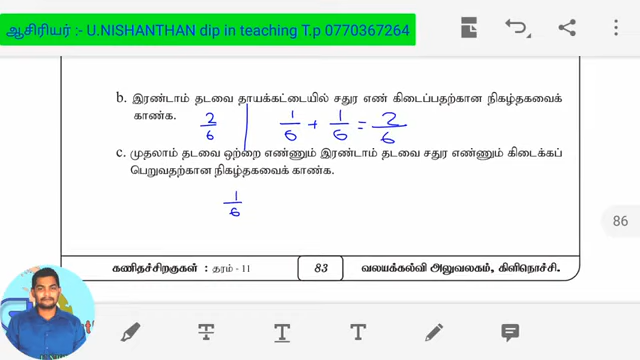 ஆசிரியர் :- U.NISHANTHAN dip in teaching T.p 0770367264
b. இரண்டாம் தடவை தாயக்கட்டையில் சதுர எண் கிடைப்பதற்கான நிகழ்தகவைக்
காண்க.
2/6 | 1/6 + 1/6 = 2/6
c. முதலாம் தடவை ஒற்றை எண்ணும் இரண்டாம் தடவை சதுர எண்ணும் கிடைக்கப்
பெறுவதற்கான நிகழ்தகவைக் காண்க.
1/6
86
கணிதச்சிறகுகள் : தரம் - 11 83 வலயக்கல்வி அலுவலகம், கிளிநொச்சி.
T T